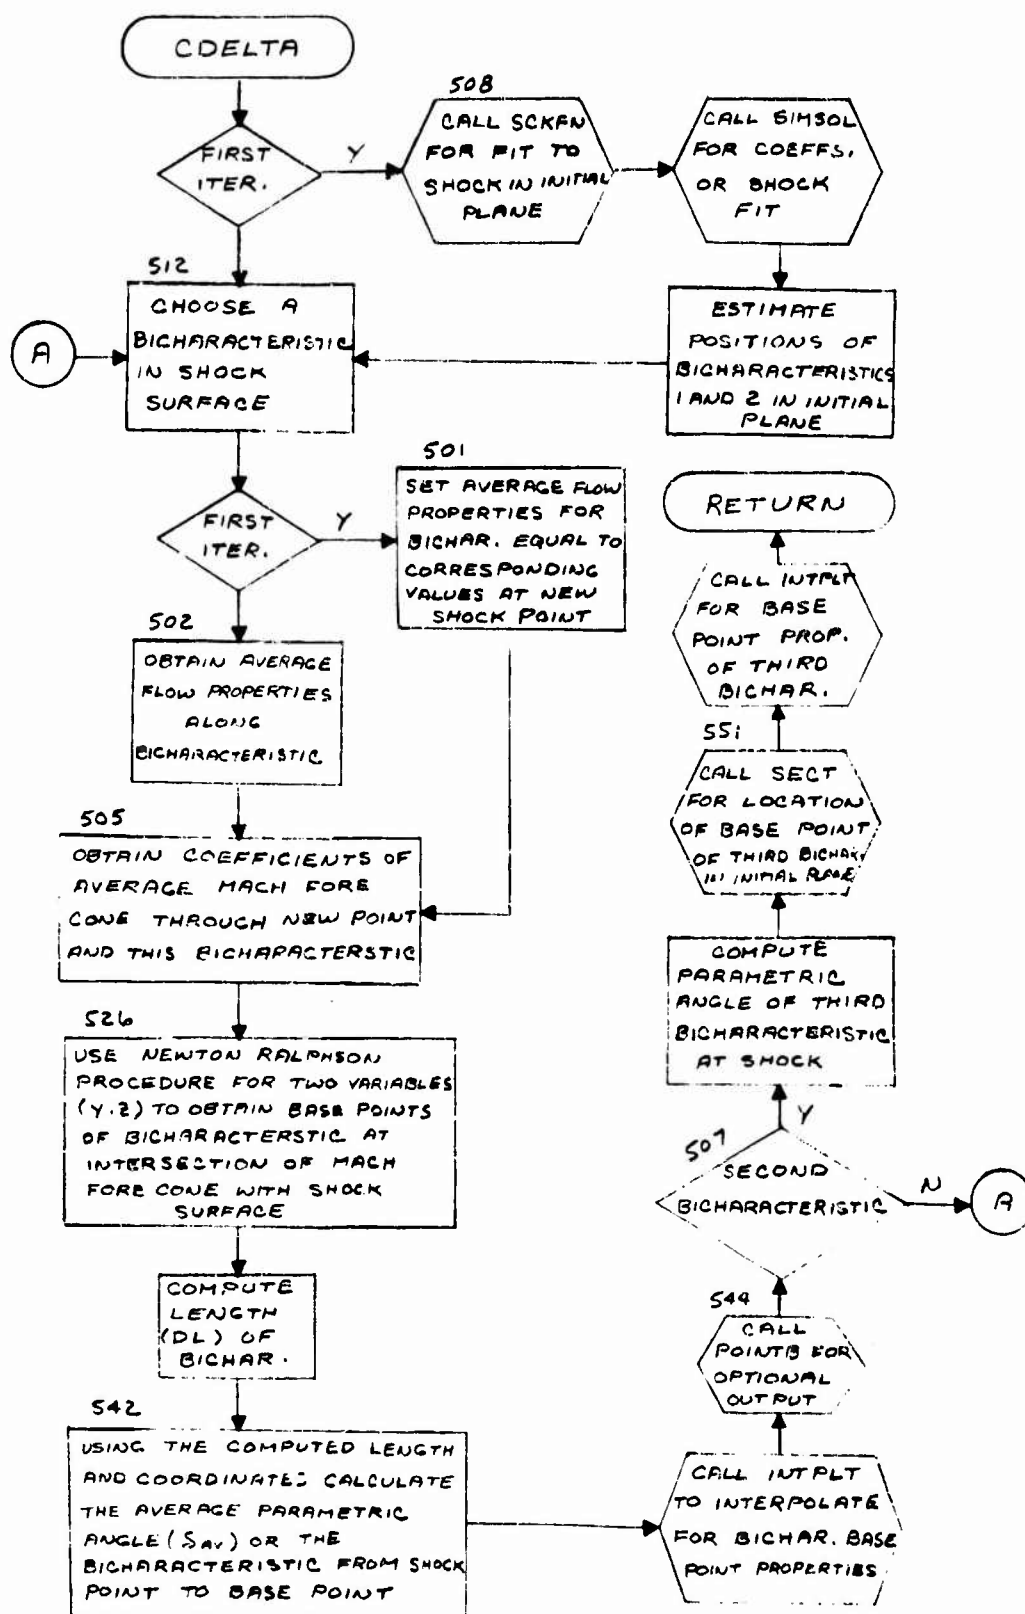 CDELTA
FIRST
ITER.
Y
508
CALL SCKFN
FOR FIT TO
SHOCK IN INITIAL
PLANE
CALL SIMSOL
FOR COEFFS.
OR SHOCK
FIT
ESTIMATE
POSITIONS OF
BICHARACTERISTICS
1 AND 2 IN INITIAL
PLANE
512
CHOOSE A
BICHARACTERISTIC
IN SHOCK
SURFACE
A
FIRST
ITER.
Y
501
SET AVERAGE FLOW
PROPERTIES FOR
BICHAR. EQUAL TO
CORRESPONDING
VALUES AT NEW
SHOCK POINT
502
OBTAIN AVERAGE
FLOW PROPERTIES
ALONG
BICHARACTERISTIC
505
OBTAIN COEFFICIENTS OF
AVERAGE MACH FORE
CONE THROUGH NEW POINT
AND THIS BICHARACTERSTIC
526
USE NEWTON RALPHSON
PROCEDURE FOR TWO VARIABLES
(Y,Z) TO OBTAIN BASE POINTS
OF BICHARACTERSTIC AT
INTERSECTION OF MACH
FORE CONE WITH SHOCK
SURFACE
COMPUTE
LENGTH
(DL) OF
BICHAR.
542
USING THE COMPUTED LENGTH
AND COORDINATES CALCULATE
THE AVERAGE PARAMETRIC
ANGLE (SAV) OR THE
BICHARACTERISTIC FROM SHOCK
POINT TO BASE POINT
CALL INTPLT
TO INTERPOLATE
FOR BICHAR. BASE
POINT PROPERTIES
544
CALL
POINTB FOR
OPTIONAL
OUTPUT
507
SECOND
BICHARACTERISTIC
N
A
Y
COMPUTE
PARAMETRIC
ANGLE OF THIRD
BICHARACTERISTIC
AT SHOCK
551
CALL SECT
FOR LOCATION
OF BASE POINT
OF THIRD BICHAR.
IN INITIAL PLANE
CALL INTPLT
FOR BASE
POINT PROP.
OF THIRD
BICHAR.
RETURN